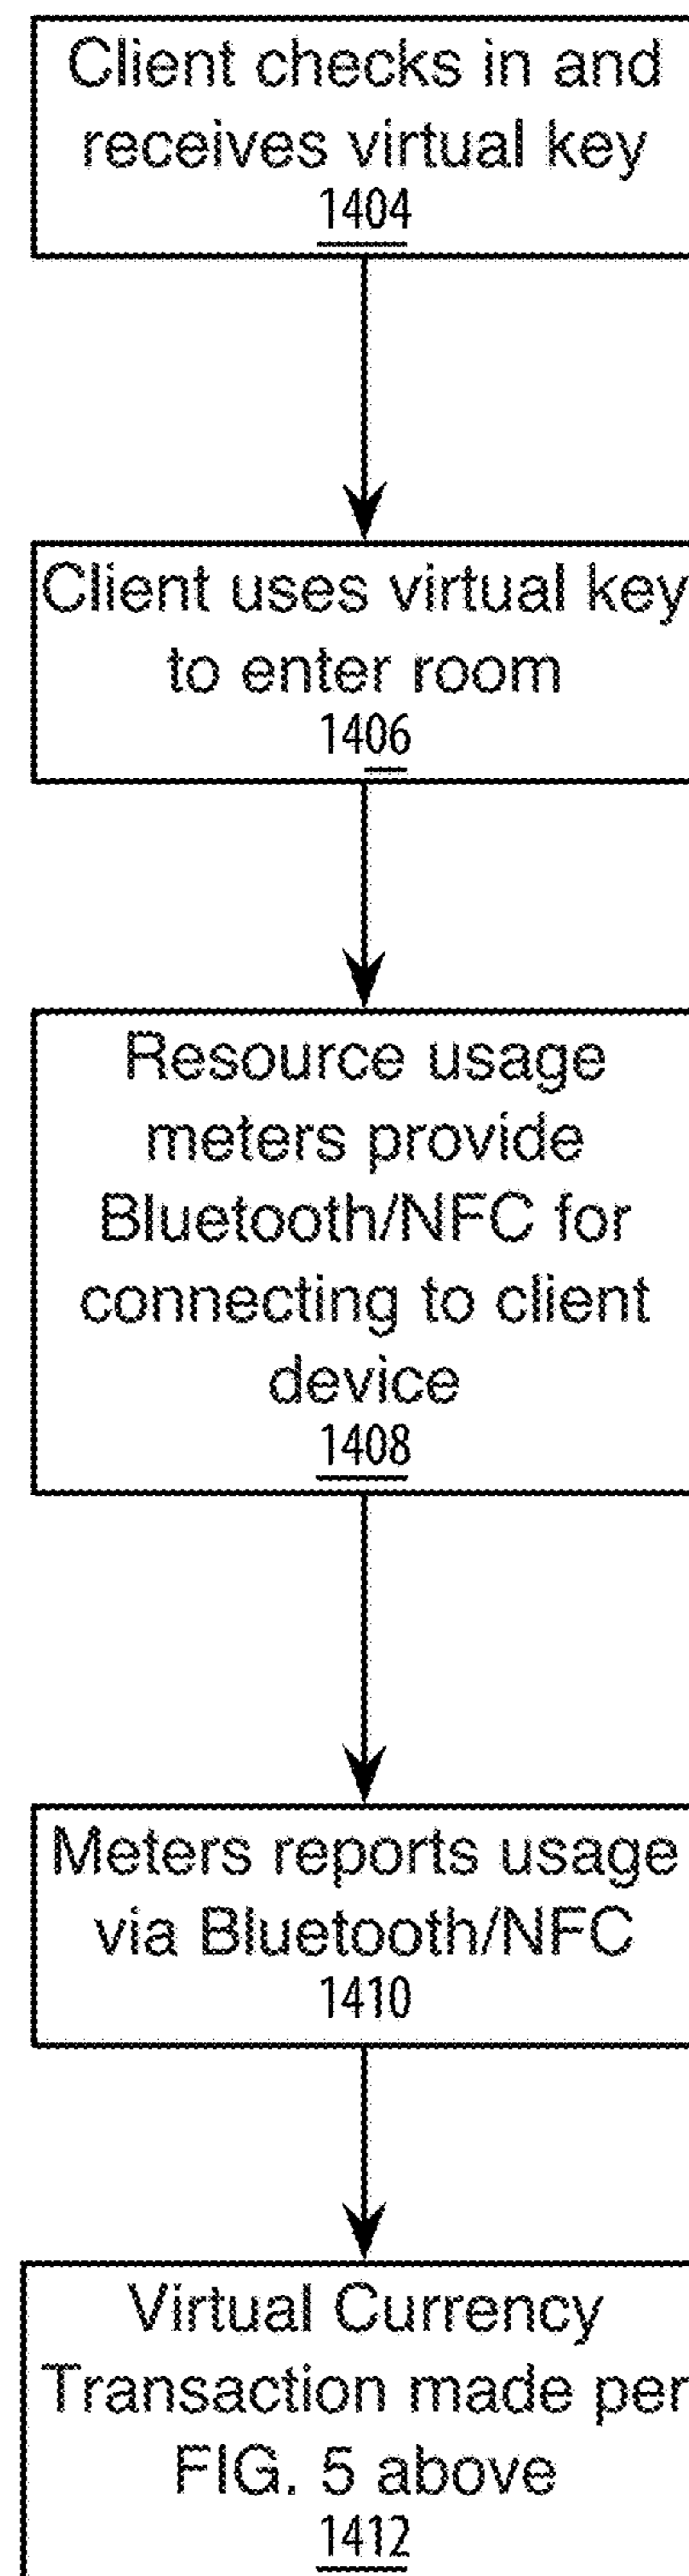 Client checks in and
receives virtual key
1404
Client uses virtual key
to enter room
1406
Resource usage
meters provide
Bluetooth/NFC for
connecting to client
device
1408
Meters reports usage
via Bluetooth/NFC
1410
Virtual Currency
Transaction made per
FIG. 5 above
1412